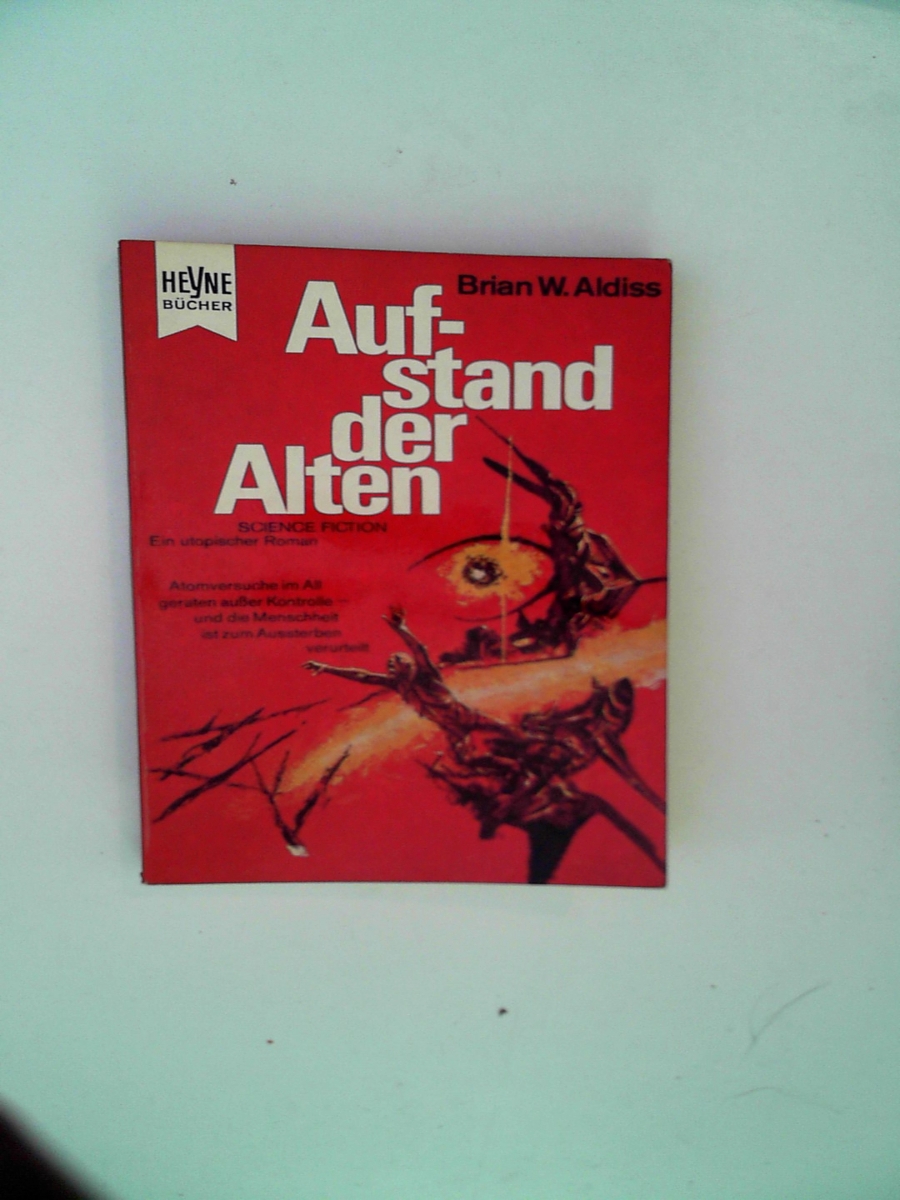 HEYNE
BÜCHER
Brian W. Aldiss
Auf-
stand
der
Alten
SCIENCE FICTION
Ein utopischer Roman
Atomversuche im All
geraten außer Kontrolle –
und die Menschheit
ist zum Aussterben
verurteilt